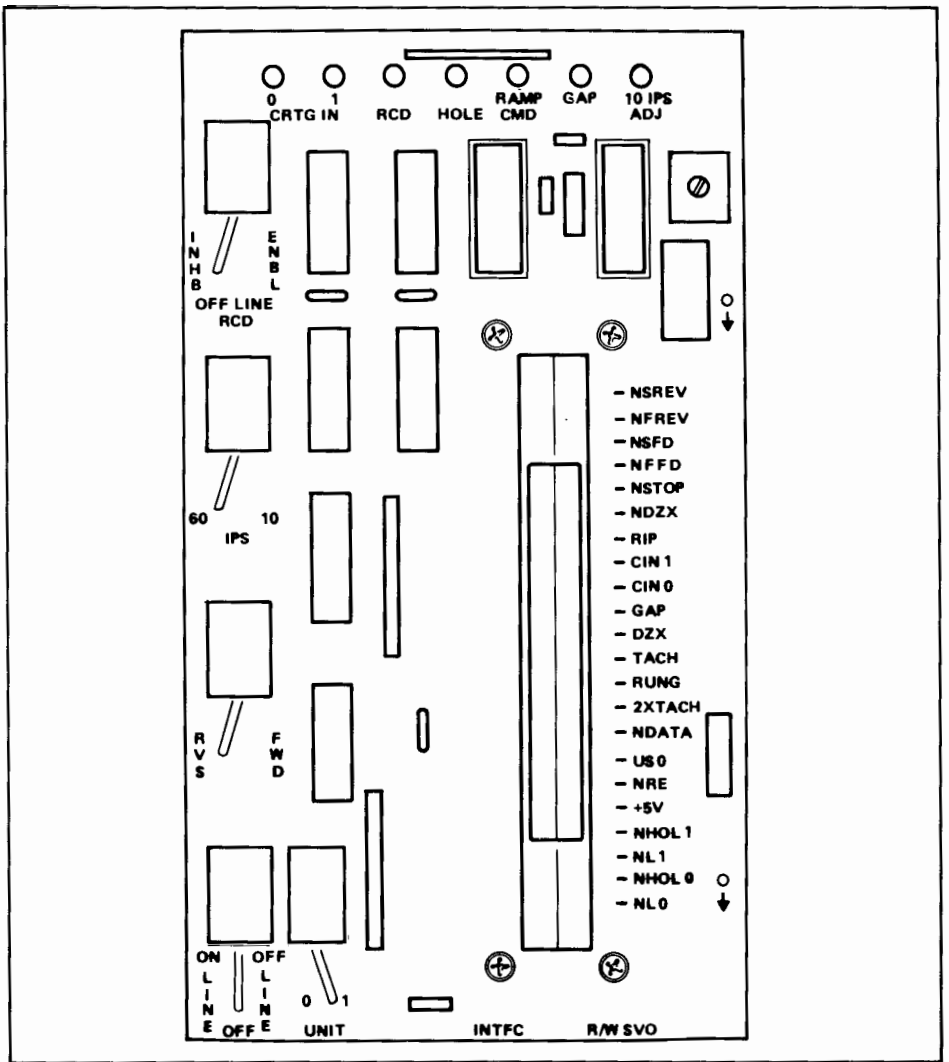 0 1 RAMP GAP 10 IPS
CRTG IN RCD HOLE CMD ADJ
INHB ENBL
OFF LINE
RCD
60 10
IPS
RVS FWD
ON LINE OFF OFF LINE
0 1
UNIT
- NSREV
- NFREV
- NSFD
- NFFD
- NSTOP
- NDZX
- RIP
- CIN 1
- CIN 0
- GAP
- DZX
- TACH
- RUNG
- 2XTACH
- NDATA
- US0
- NRE
- +5V
- NHOL 1
- NL 1
- NHOL 0
- NL 0
INTFC R/W SVO